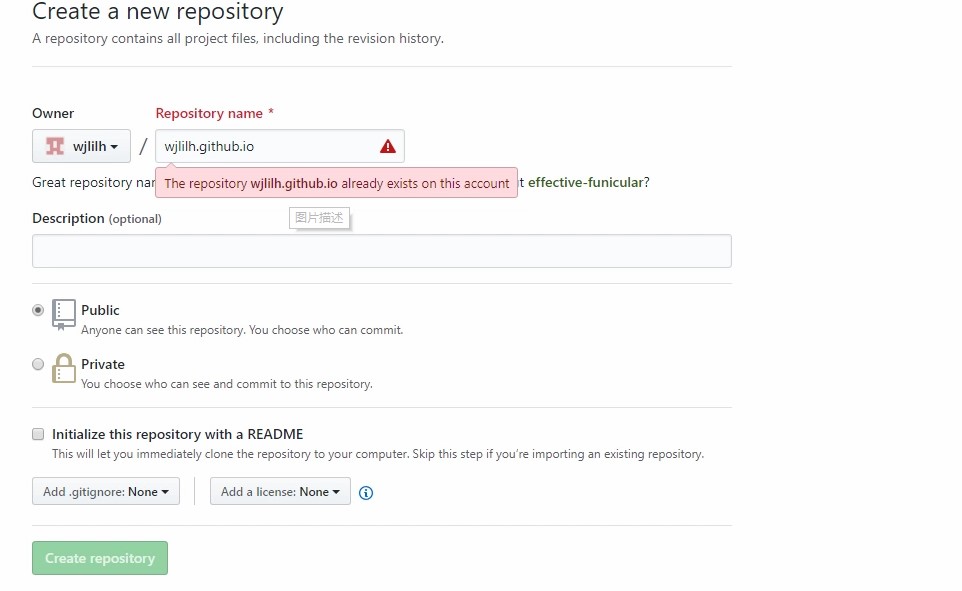 Create a new repository
A repository contains all project files, including the revision history.
Owner
Repository name *
wjlilh
/
wjlilh.github.io
The repository wjlilh.github.io already exists on this account
Great repository effective-funicular?
图片描述
Description (optional)
Public
Anyone can see this repository. You choose who can commit.
Private
You choose who can see and commit to this repository.
Initialize this repository with a README
This will let you immediately clone the repository to your computer. Skip this step if you're importing an existing repository.
Add .gitignore: None
Add a license: None
Create repository